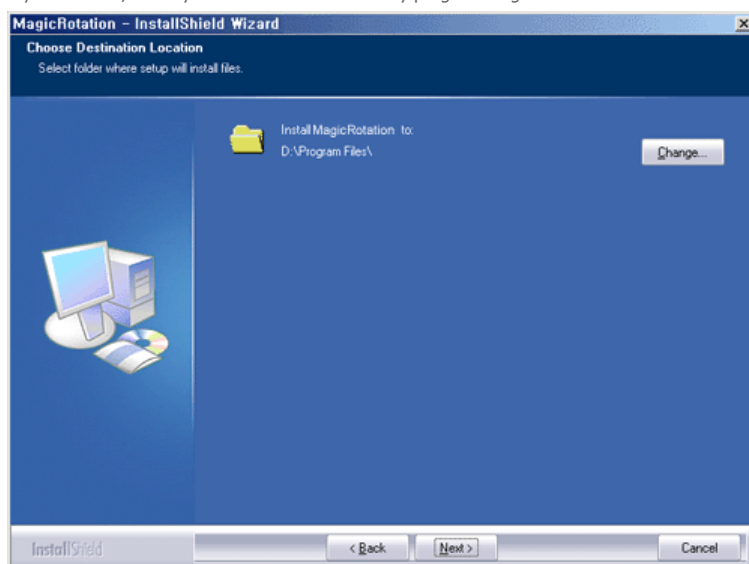 MagicRotation – InstallShield Wizard
Choose Destination Location
Select folder where setup will install files.
Install MagicRotation to:
D:\Program Files\
Change...
InstallShield
< Back
Next >
Cancel